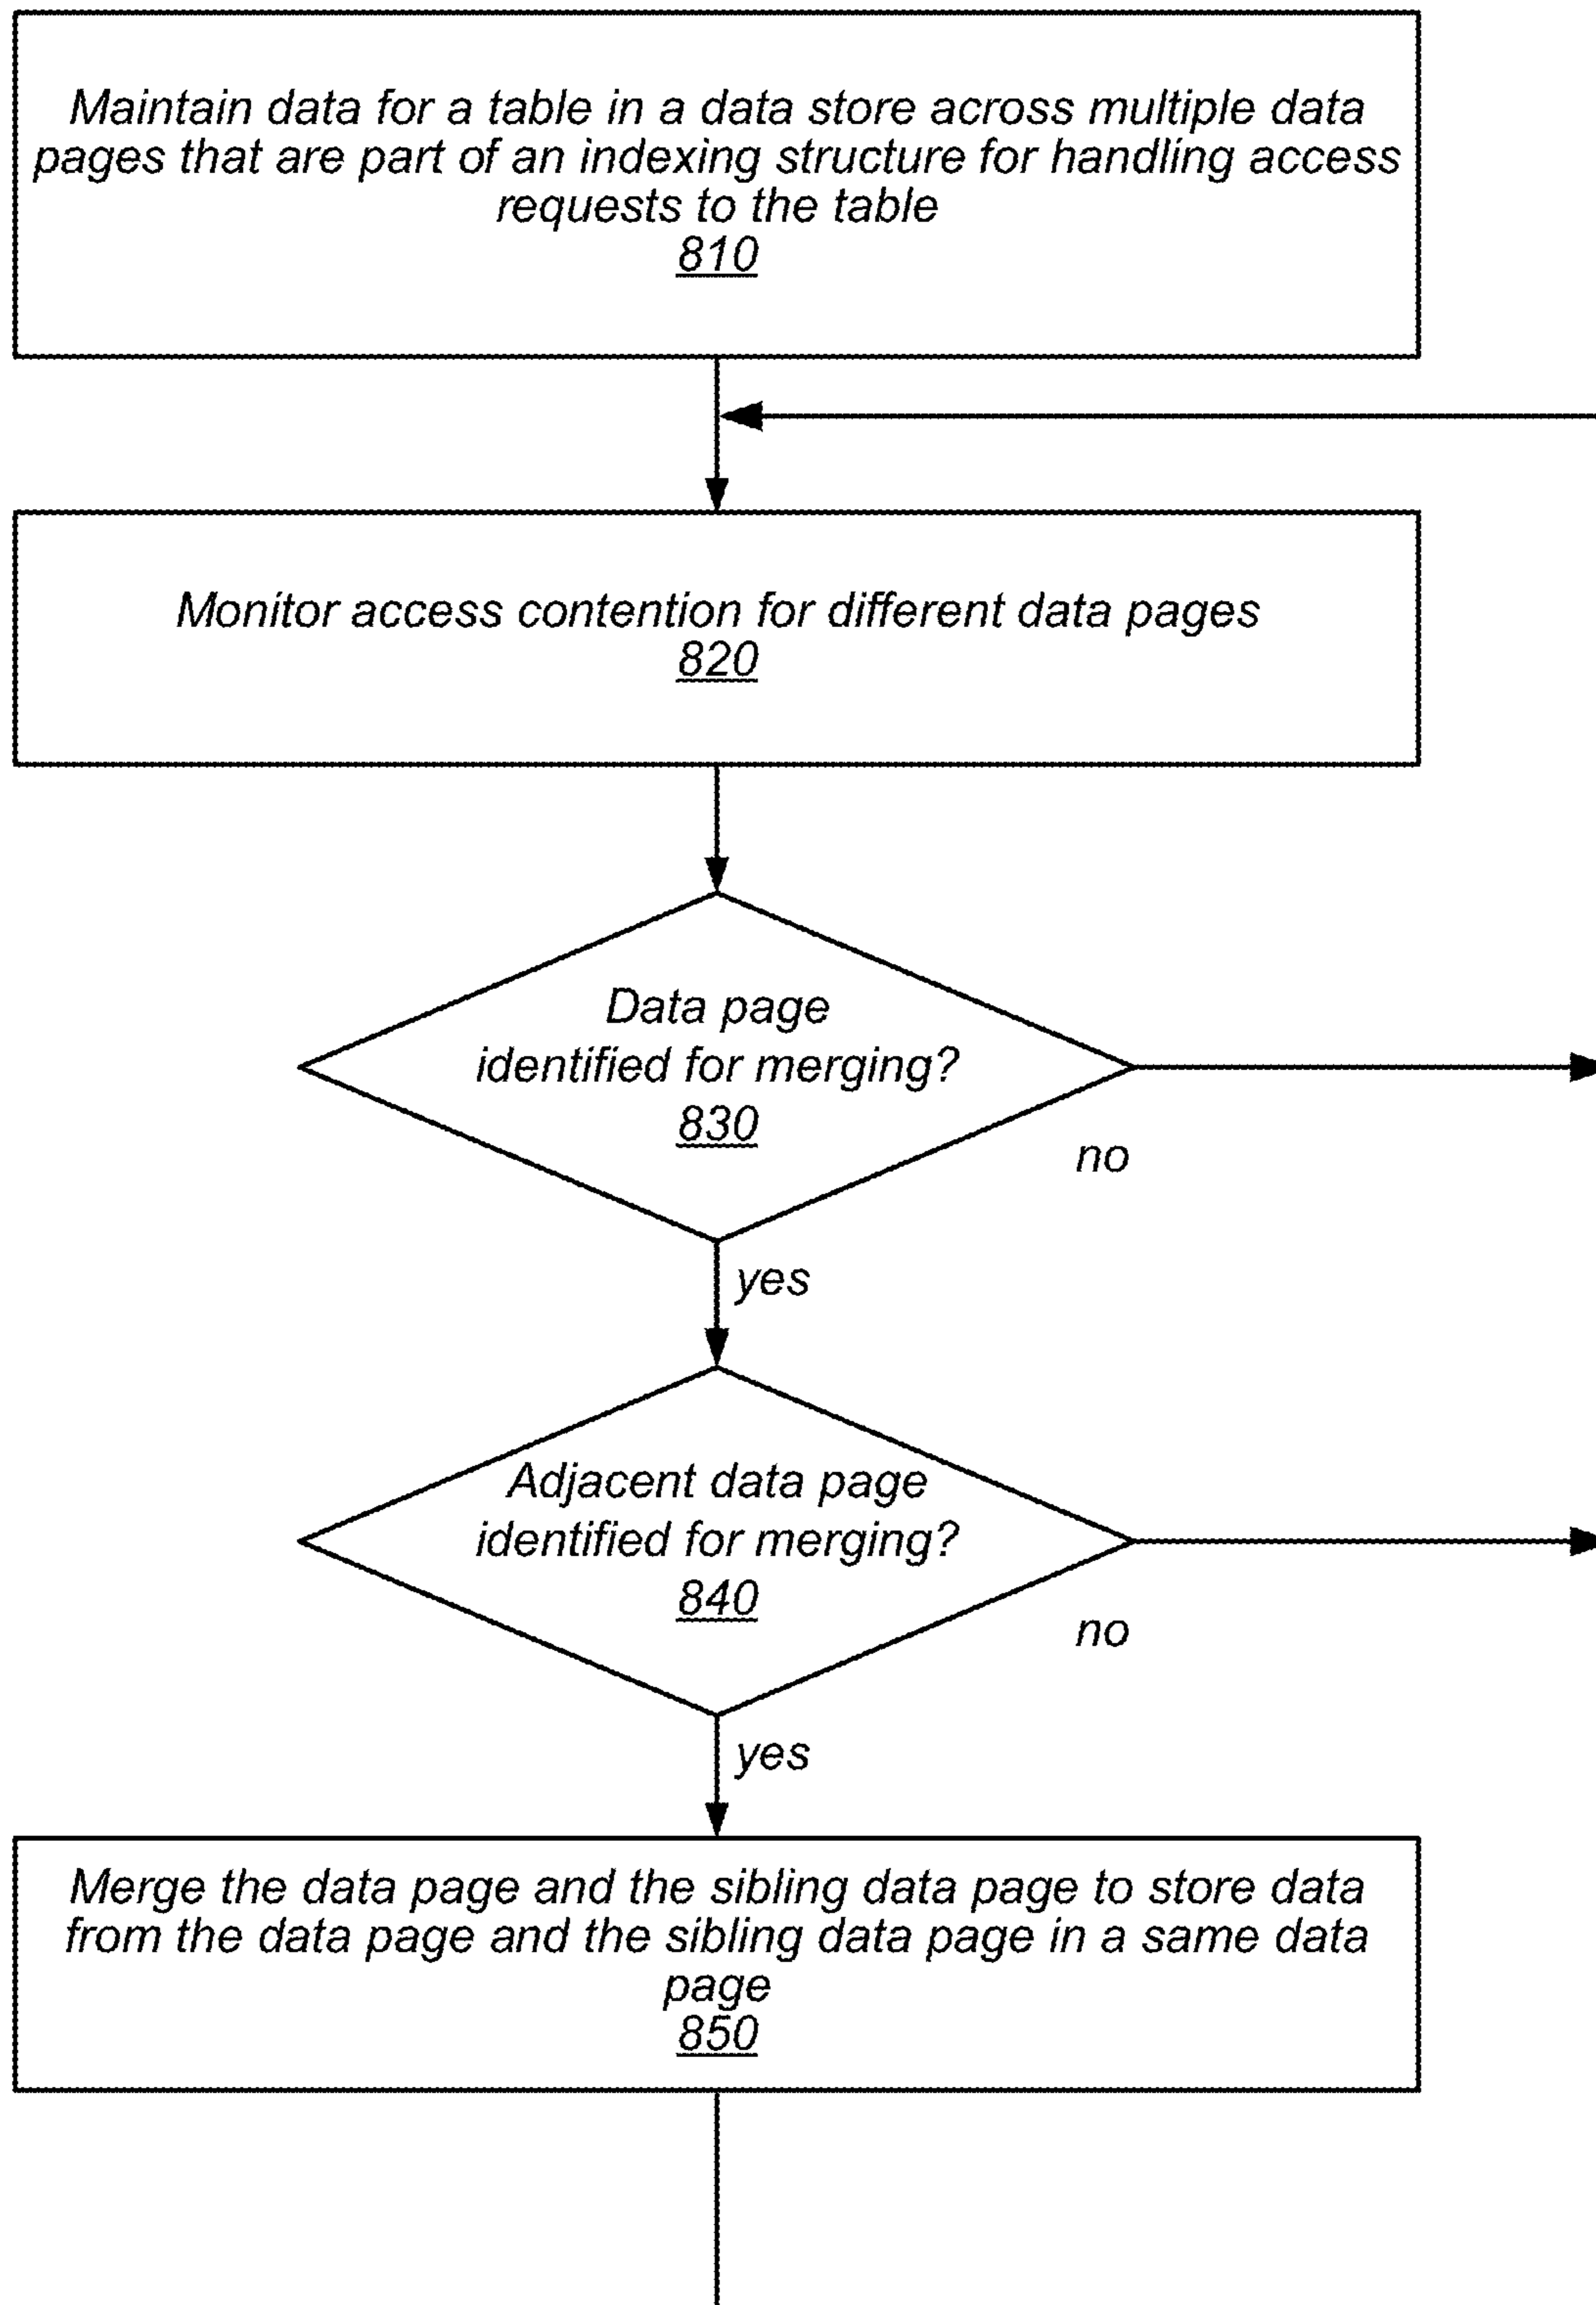 Maintain data for a table in a data store across multiple data
pages that are part of an indexing structure for handling access
requests to the table
810
Monitor access contention for different data pages
820
Data page
identified for merging?
830
no
yes
Adjacent data page
identified for merging?
840
no
yes
Merge the data page and the sibling data page to store data
from the data page and the sibling data page in a same data
page
850